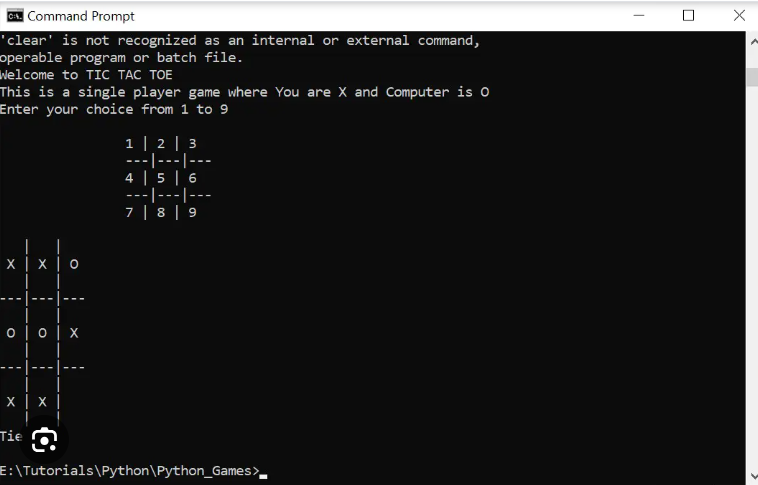 Command Prompt
'clear' is not recognized as an internal or external command,
operable program or batch file.
Welcome to TIC TAC TOE
This is a single player game where You are X and Computer is O
Enter your choice from 1 to 9
1 | 2 | 3
---|---|---
4 | 5 | 6
---|---|---
7 | 8 | 9
| |
X | X | O
| |
---|---|---
| |
O | O | X
| |
---|---|---
| |
X | X |
| |
Tie
E:\Tutorials\Python\Python_Games>_